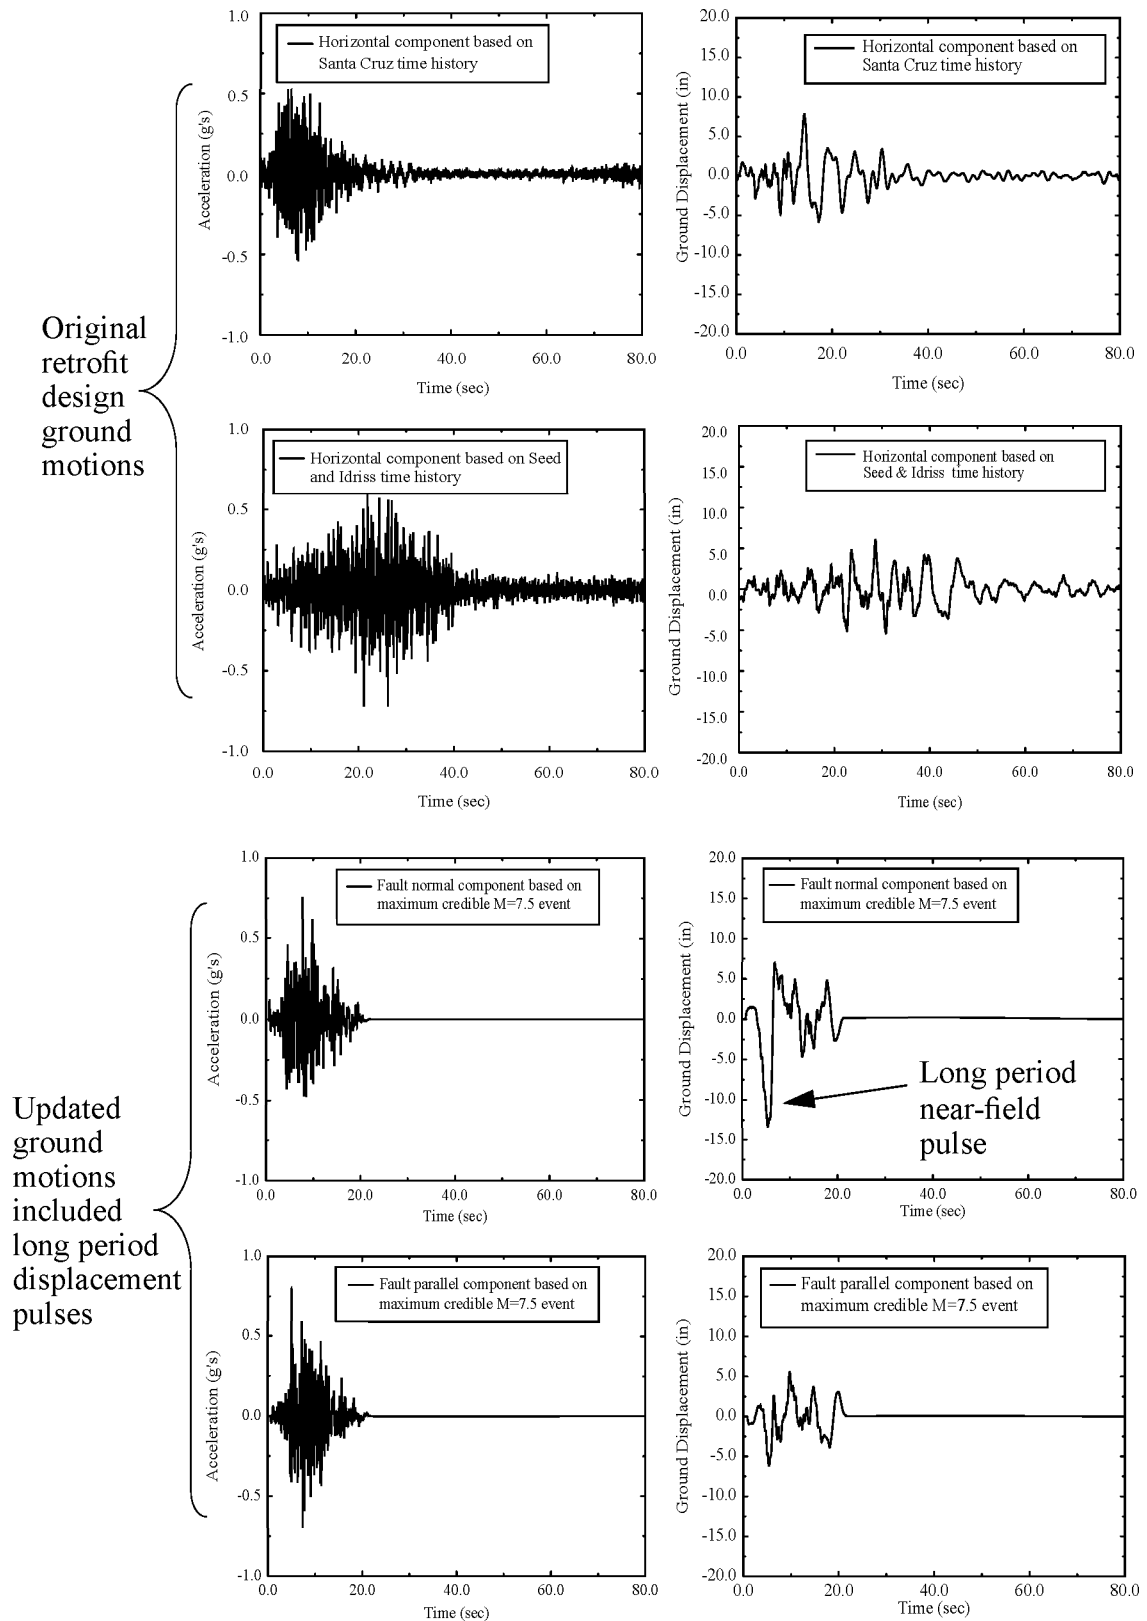 Original
retrofit
design
ground
motions
1.0
0.5
0.0
-0.5
-1.0
Acceleration (g's)
Horizontal component based on
Santa Cruz time history
0.0
20.0
40.0
60.0
80.0
Time (sec)
20.0
15.0
10.0
5.0
0.0
-5.0
-10.0
-15.0
-20.0
Ground Displacement (in)
Horizontal component based on
Santa Cruz time history
0.0
20.0
40.0
60.0
80.0
Time (sec)
1.0
0.5
0.0
-0.5
-1.0
Acceleration (g's)
Horizontal component based on Seed
and Idriss time history
0.0
20.0
40.0
60.0
80.0
Time (sec)
20.0
15.0
10.0
5.0
0.0
-5.0
-10.0
-15.0
-20.0
Ground Displacement (in)
Horizontal component based on
Seed & Idriss time history
0.0
20.0
40.0
60.0
80.0
Time (sec)
Updated
ground
motions
included
long period
displacement
pulses
1.0
0.5
0.0
-0.5
-1.0
Acceleration (g's)
Fault normal component based on
maximum credible M=7.5 event
0.0
20.0
40.0
60.0
80.0
Time (sec)
20.0
15.0
10.0
5.0
0.0
-5.0
-10.0
-15.0
-20.0
Ground Displacement (in)
Fault normal component based on
maximum credible M=7.5 event
Long period
near-field
pulse
0.0
20.0
40.0
60.0
80.0
Time (sec)
1.0
0.5
0.0
-0.5
-1.0
Acceleration (g's)
Fault parallel component based on
maximum credible M=7.5 event
0.0
20.0
40.0
60.0
80.0
Time (sec)
20.0
15.0
10.0
5.0
0.0
-5.0
-10.0
-15.0
-20.0
Ground Displacement (in)
Fault parallel component based on
maximum credible M=7.5 event
0.0
20.0
40.0
60.0
80.0
Time (sec)